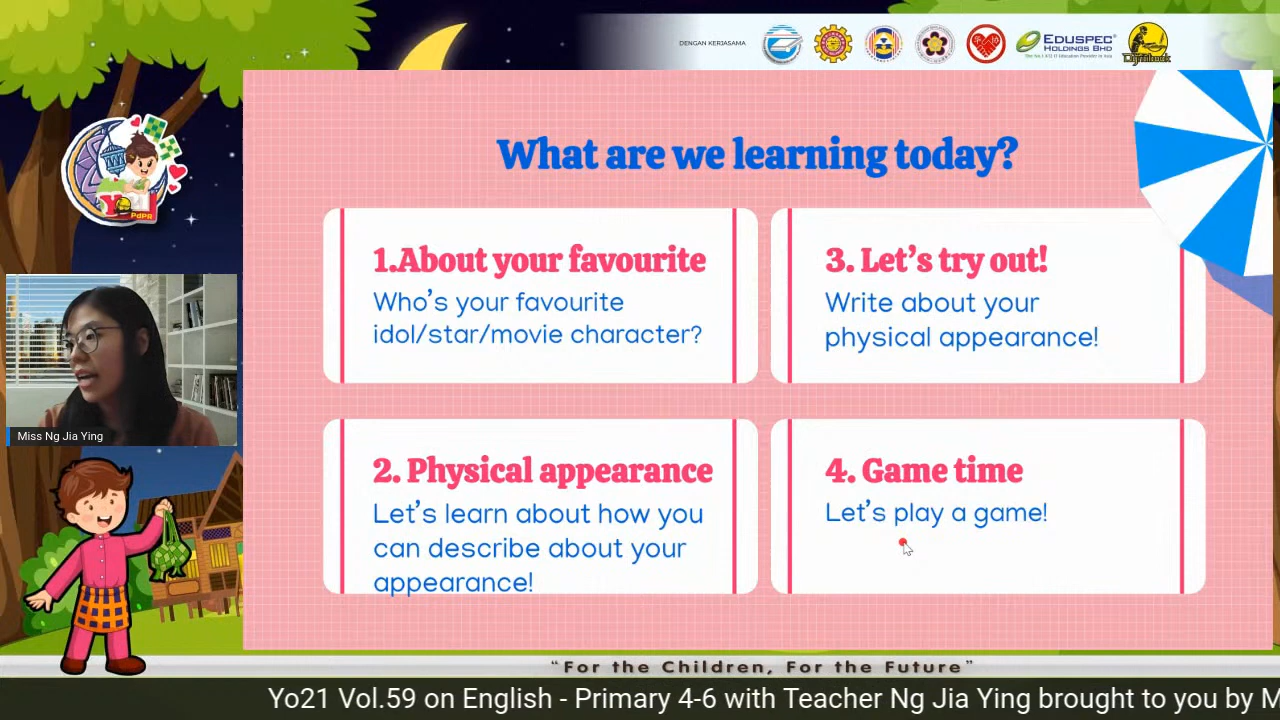 DENGAN KERJASAMA
EDUSPEC
HOLDINGS BHD
What are we learning today?
1.About your favourite
Who's your favourite
idol/star/movie character?
3. Let's try out!
Write about your
physical appearance!
2. Physical appearance
Let's learn about how you
can describe about your
appearance!
4. Game time
Let's play a game!
PdPR
Miss Ng Jia Ying
"For the Children, For the Future"
Yo21 Vol.59 on English - Primary 4-6 with Teacher Ng Jia Ying brought to you by M